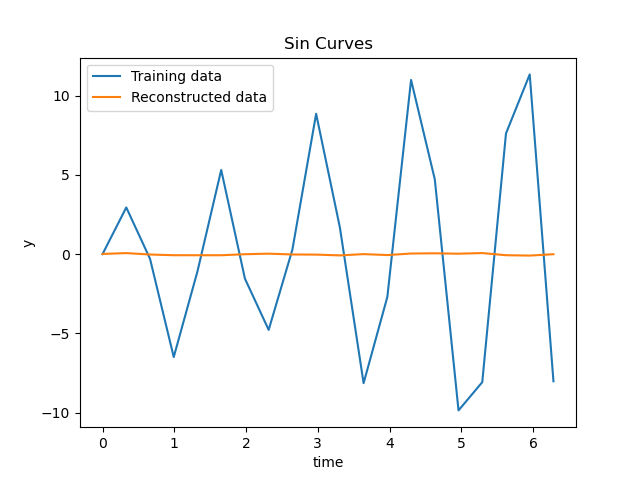 Sin Curves
Training data
Reconstructed data
10
5
0
−5
−10
y
0 1 2 3 4 5 6
time